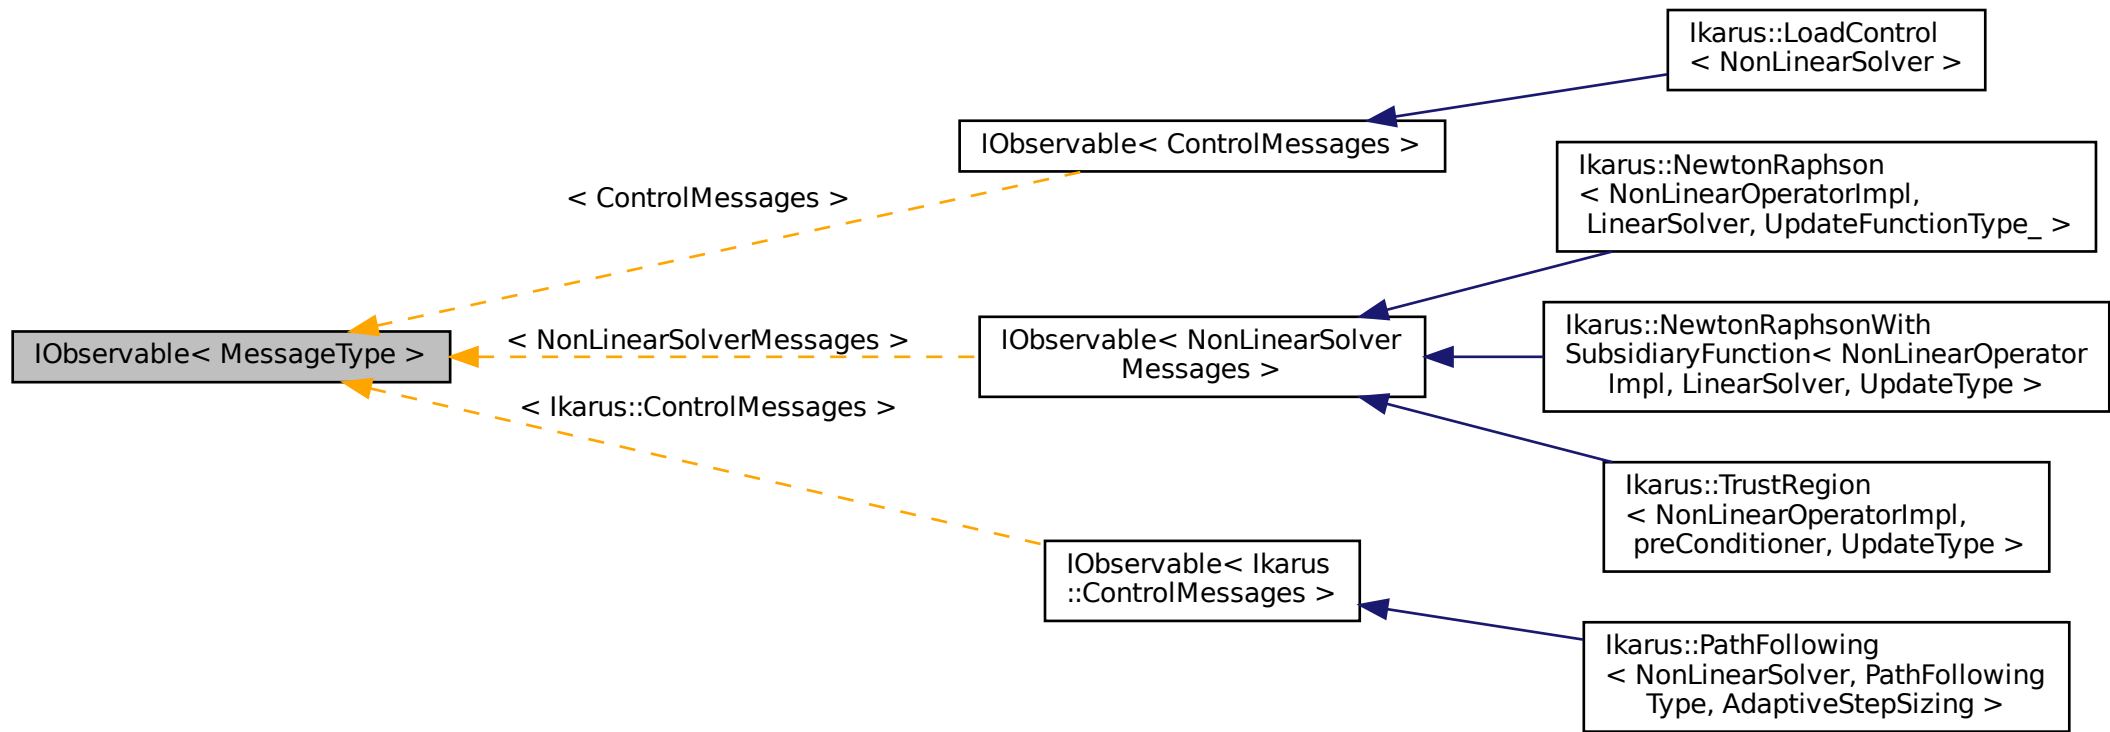 Ikarus::LoadControl
< NonLinearSolver >
IObservable< ControlMessages >
Ikarus::NewtonRaphson
< NonLinearOperatorImpl,
LinearSolver, UpdateFunctionType_ >
< ControlMessages >
Ikarus::NewtonRaphsonWith
SubsidiaryFunction< NonLinearOperator
Impl, LinearSolver, UpdateType >
IObservable< MessageType >
< NonLinearSolverMessages >
IObservable< NonLinearSolver
Messages >
< Ikarus::ControlMessages >
Ikarus::TrustRegion
< NonLinearOperatorImpl,
preConditioner, UpdateType >
IObservable< Ikarus
::ControlMessages >
Ikarus::PathFollowing
< NonLinearSolver, PathFollowing
Type, AdaptiveStepSizing >